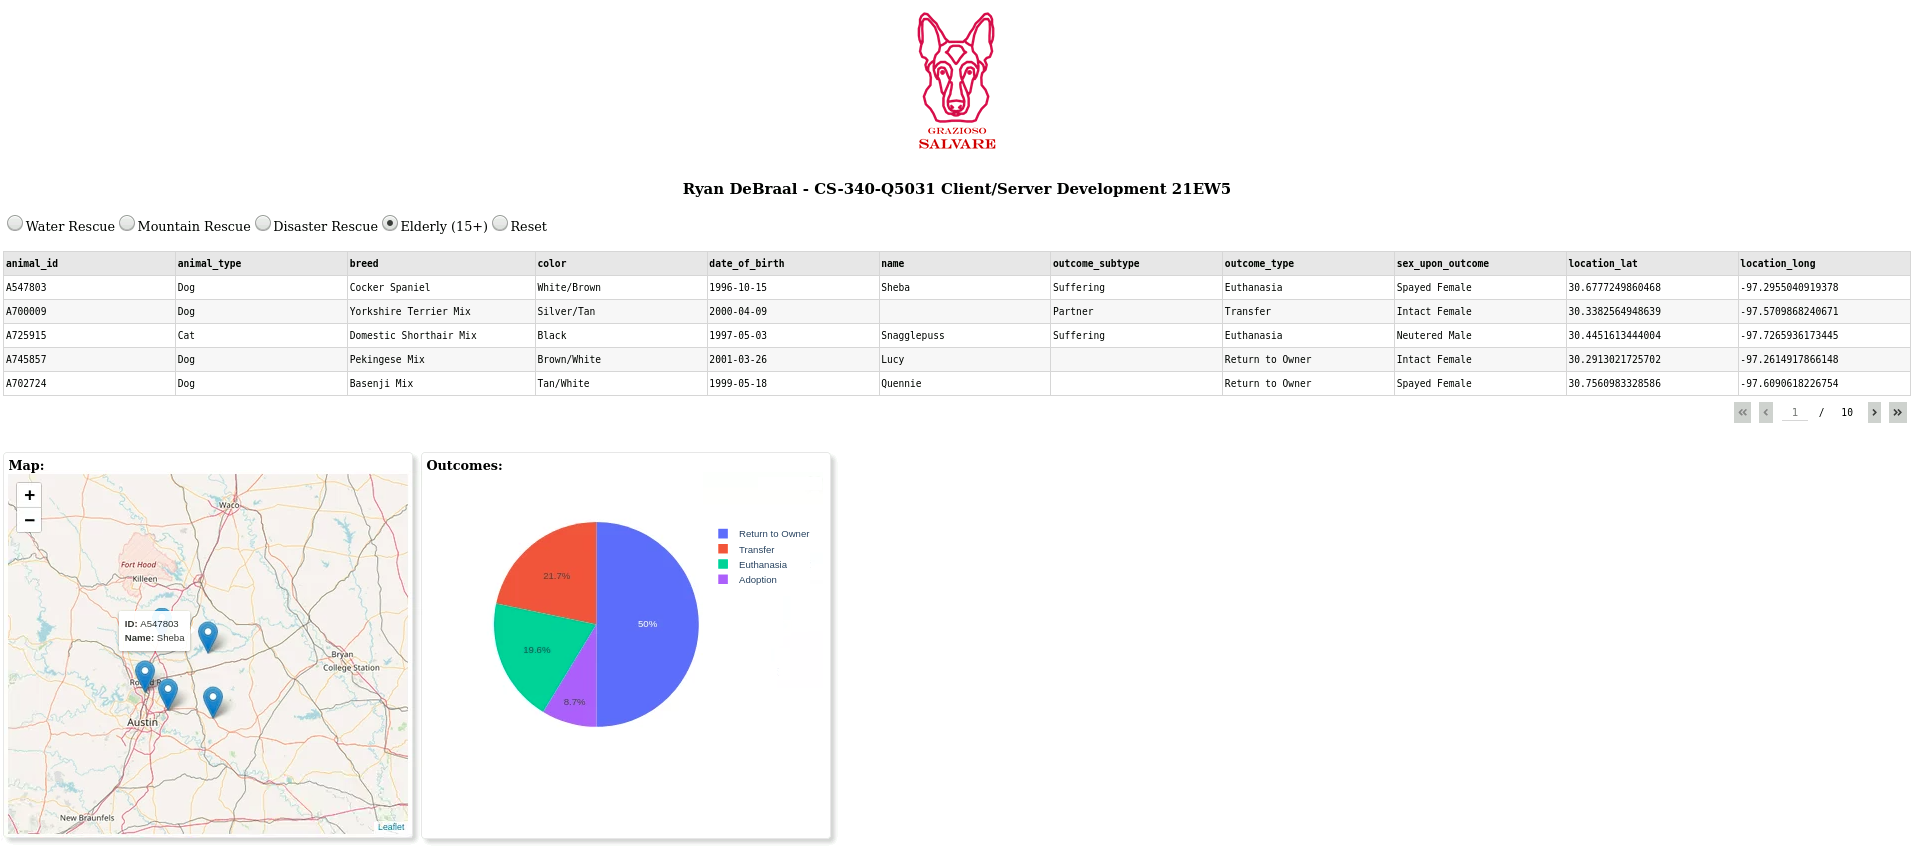 GRAZIOSO
SALVARE
Ryan DeBraal - CS-340-Q5031 Client/Server Development 21EW5
Water Rescue Mountain Rescue Disaster Rescue Elderly (15+) Reset
animal_id animal_type breed color date_of_birth name outcome_subtype outcome_type sex_upon_outcome location_lat location_long
A547803 Dog Cocker Spaniel White/Brown 1996-10-15 Sheba Suffering Euthanasia Spayed Female 30.6777249860468 -97.2955040919378
A700009 Dog Yorkshire Terrier Mix Silver/Tan 2000-04-09 Partner Transfer Intact Female 30.3382564948639 -97.5709868240671
A725915 Cat Domestic Shorthair Mix Black 1997-05-03 Snagglepuss Suffering Euthanasia Neutered Male 30.4451613444004 -97.7265936173445
A745857 Dog Pekingese Mix Brown/White 2001-03-26 Lucy Return to Owner Intact Female 30.2913021725702 -97.2614917866148
A702724 Dog Basenji Mix Tan/White 1999-05-18 Quennie Return to Owner Spayed Female 30.7560983328586 -97.6090618226754
« ‹ 1 / 10 › »
Map:
+
−
Waco
Fort Hood
Killeen
ID: A547803
Name: Sheba
Bryan
College Station
Austin
New Braunfels
Leaflet
Outcomes:
Return to Owner
Transfer
Euthanasia
Adoption
21.7%
50%
19.6%
8.7%